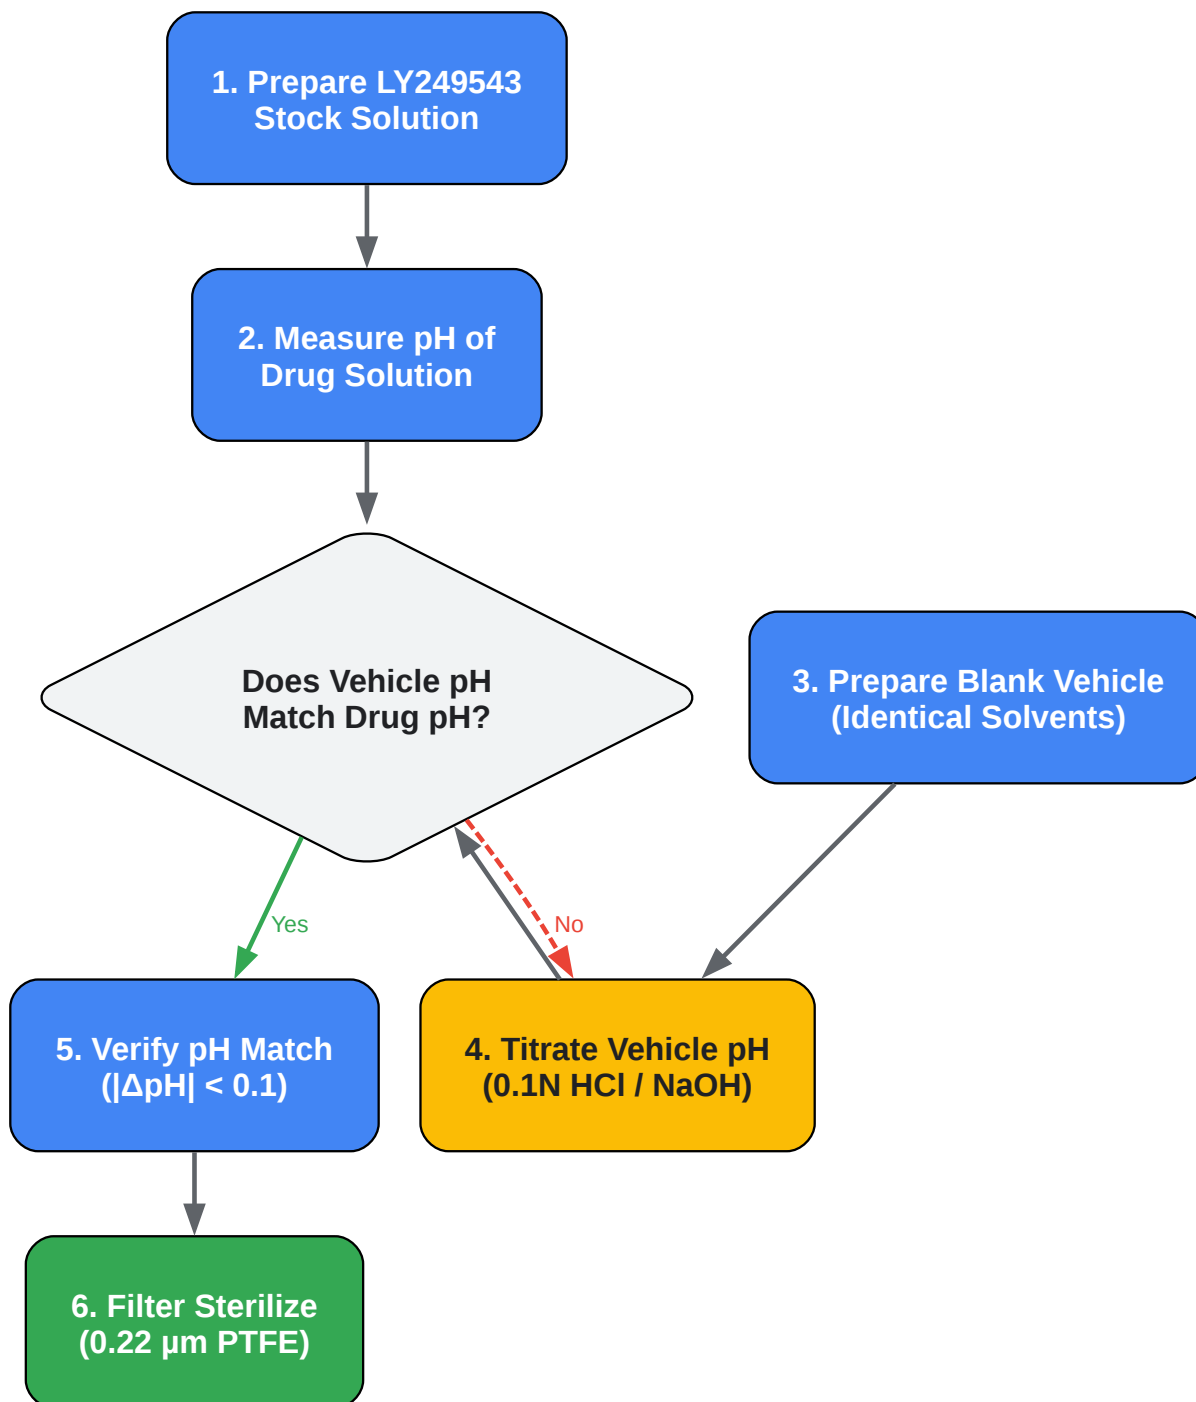 1. Prepare LY249543
Stock Solution
2. Measure pH of
Drug Solution
Does Vehicle pH
Match Drug pH?
3. Prepare Blank Vehicle
(Identical Solvents)
Yes
No
5. Verify pH Match
(|ΔpH| < 0.1)
4. Titrate Vehicle pH
(0.1N HCl / NaOH)
6. Filter Sterilize
(0.22 µm PTFE)